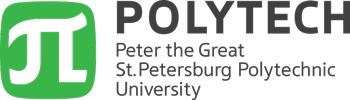 POLYTECH
Peter the Great
St.Petersburg Polytechnic
University